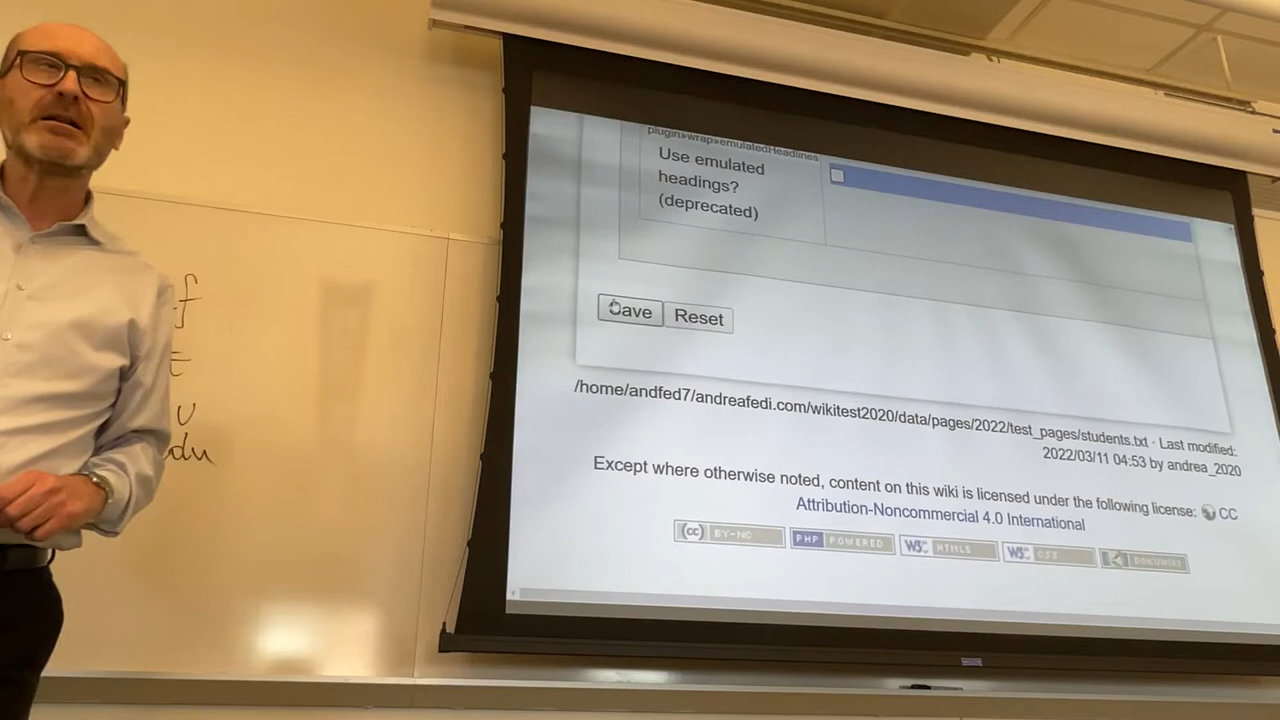 plugin»wrap»emulatedHeadlines
Use emulated
headings?
(deprecated)
Save Reset
/home/andfed7/andreafedi.com/wikitest2020/data/pages/2022/test_pages/students.txt · Last modified:
2022/03/11 04:53 by andrea_2020
Except where otherwise noted, content on this wiki is licensed under the following license: CC
Attribution-Noncommercial 4.0 International
(cc) BY-NC PHP POWERED W3C HTML5 W3C CSS DOKUWIKI
f
t
v
du